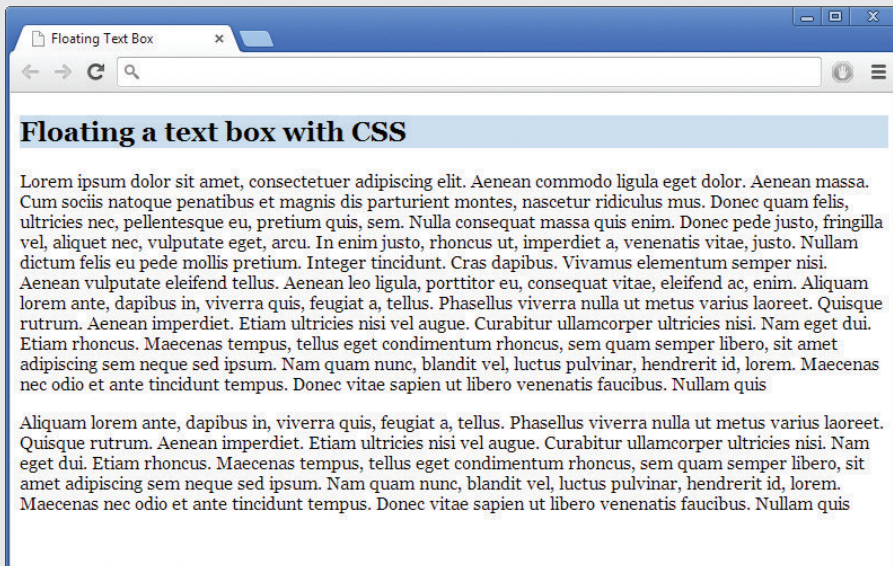 Floating Text Box
Floating a text box with CSS
Lorem ipsum dolor sit amet, consectetuer adipiscing elit. Aenean commodo ligula eget dolor. Aenean massa.
Cum sociis natoque penatibus et magnis dis parturient montes, nascetur ridiculus mus. Donec quam felis,
ultricies nec, pellentesque eu, pretium quis, sem. Nulla consequat massa quis enim. Donec pede justo, fringilla
vel, aliquet nec, vulputate eget, arcu. In enim justo, rhoncus ut, imperdiet a, venenatis vitae, justo. Nullam
dictum felis eu pede mollis pretium. Integer tincidunt. Cras dapibus. Vivamus elementum semper nisi.
Aenean vulputate eleifend tellus. Aenean leo ligula, porttitor eu, consequat vitae, eleifend ac, enim. Aliquam
lorem ante, dapibus in, viverra quis, feugiat a, tellus. Phasellus viverra nulla ut metus varius laoreet. Quisque
rutrum. Aenean imperdiet. Etiam ultricies nisi vel augue. Curabitur ullamcorper ultricies nisi. Nam eget dui.
Etiam rhoncus. Maecenas tempus, tellus eget condimentum rhoncus, sem quam semper libero, sit amet
adipiscing sem neque sed ipsum. Nam quam nunc, blandit vel, luctus pulvinar, hendrerit id, lorem. Maecenas
nec odio et ante tincidunt tempus. Donec vitae sapien ut libero venenatis faucibus. Nullam quis
Aliquam lorem ante, dapibus in, viverra quis, feugiat a, tellus. Phasellus viverra nulla ut metus varius laoreet.
Quisque rutrum. Aenean imperdiet. Etiam ultricies nisi vel augue. Curabitur ullamcorper ultricies nisi. Nam
eget dui. Etiam rhoncus. Maecenas tempus, tellus eget condimentum rhoncus, sem quam semper libero, sit
amet adipiscing sem neque sed ipsum. Nam quam nunc, blandit vel, luctus pulvinar, hendrerit id, lorem.
Maecenas nec odio et ante tincidunt tempus. Donec vitae sapien ut libero venenatis faucibus. Nullam quis